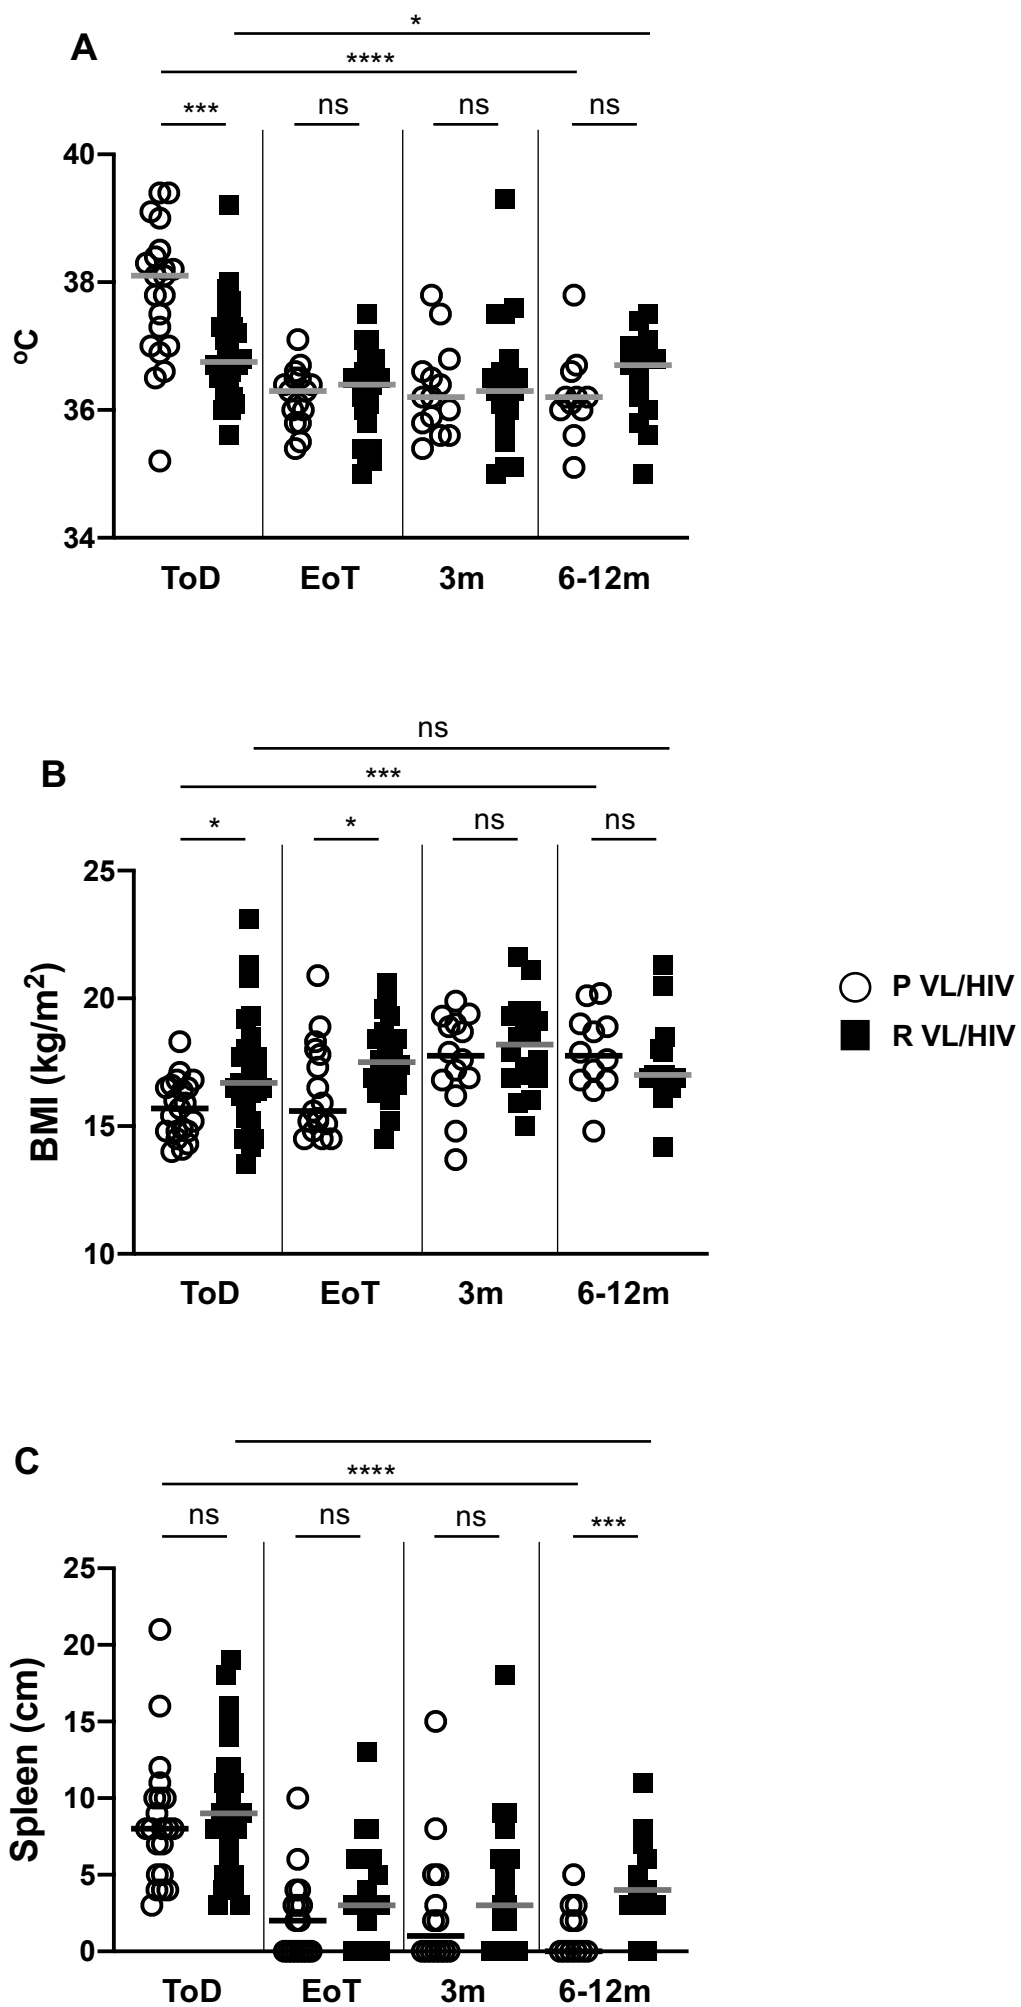 A
*
****
*** ns ns ns
40
38
36
34
ºC
ToD EoT 3m 6-12m
B
ns
***
* * ns ns
25
20
15
10
BMI (kg/m²)
ToD EoT 3m 6-12m
P VL/HIV
R VL/HIV
C
****
ns ns ns ***
25
20
15
10
5
0
Spleen (cm)
ToD EoT 3m 6-12m